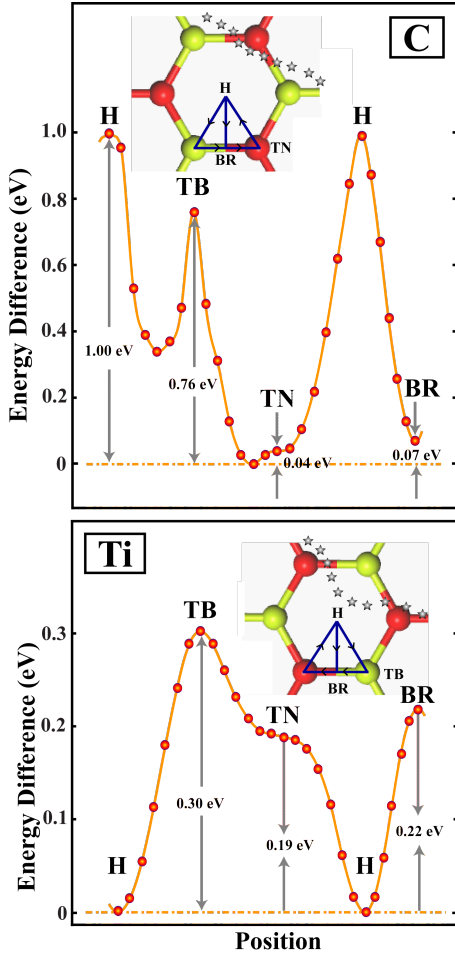 C
H
H
1.0
H
TN
BR
TB
0.8
0.6
Energy Difference (eV)
0.4
1.00 eV
0.76 eV
TN
BR
0.2
0.04 eV
0.07 eV
0
Ti
TB
H
0.3
TB
BR
TN
BR
Energy Difference (eV)
0.2
0.30 eV
0.19 eV
0.22 eV
0.1
H
H
0
Position